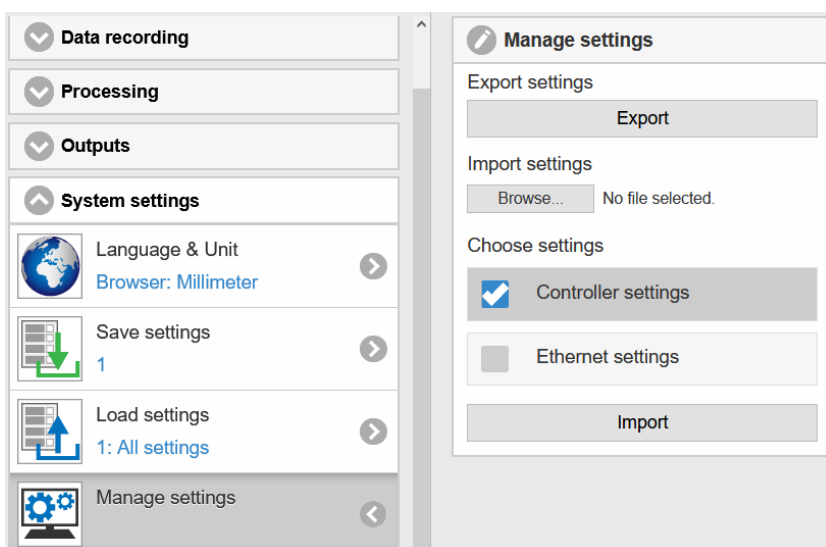 Data recording
Processing
Outputs
System settings
Language & Unit
Browser: Millimeter
Save settings
1
Load settings
1: All settings
Manage settings
Manage settings
Export settings
Export
Import settings
Browse... No file selected.
Choose settings
Controller settings
Ethernet settings
Import